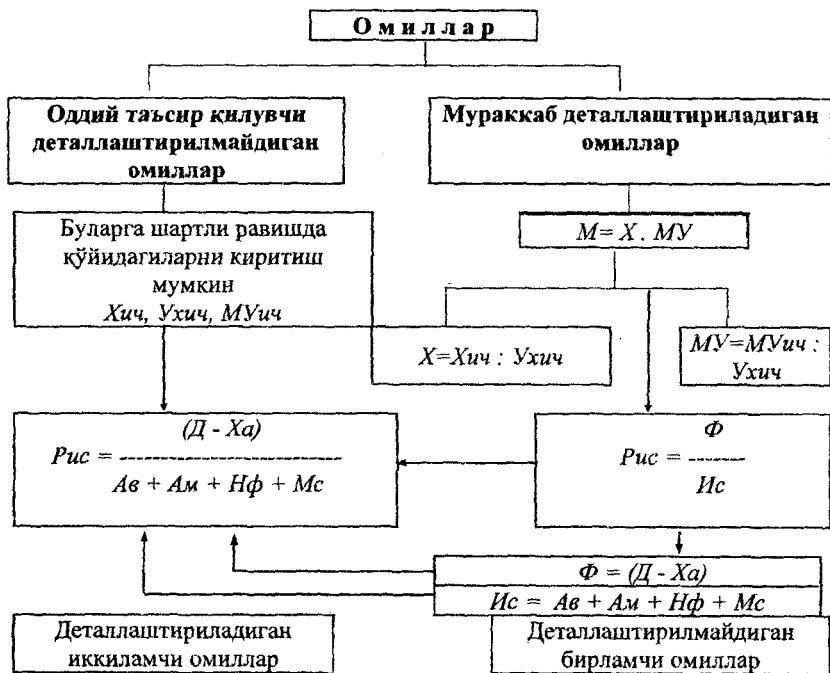 Омиллар
Оддий таъсир қилувчи
деталлаштирилмайдиган
омиллар
Мураккаб деталлаштириладиган
омиллар
Буларга шартли равишда
қўйидагиларни киритиш
мумкин
Хич, Ухич, МУич
М= Х . МУ
Х=Хич : Ухич
МУ=МУич :
Ухич
(Д - Ха)
Рис = ---------------------------
Ав + Ам + Нф + Мс
Ф
Рис = -------
Ис
Ф = (Д - Ха)
Ис = Ав + Ам + Нф + Мс
Деталлаштириладиган
иккиламчи омиллар
Деталлаштирилмайдиган
бирламчи омиллар